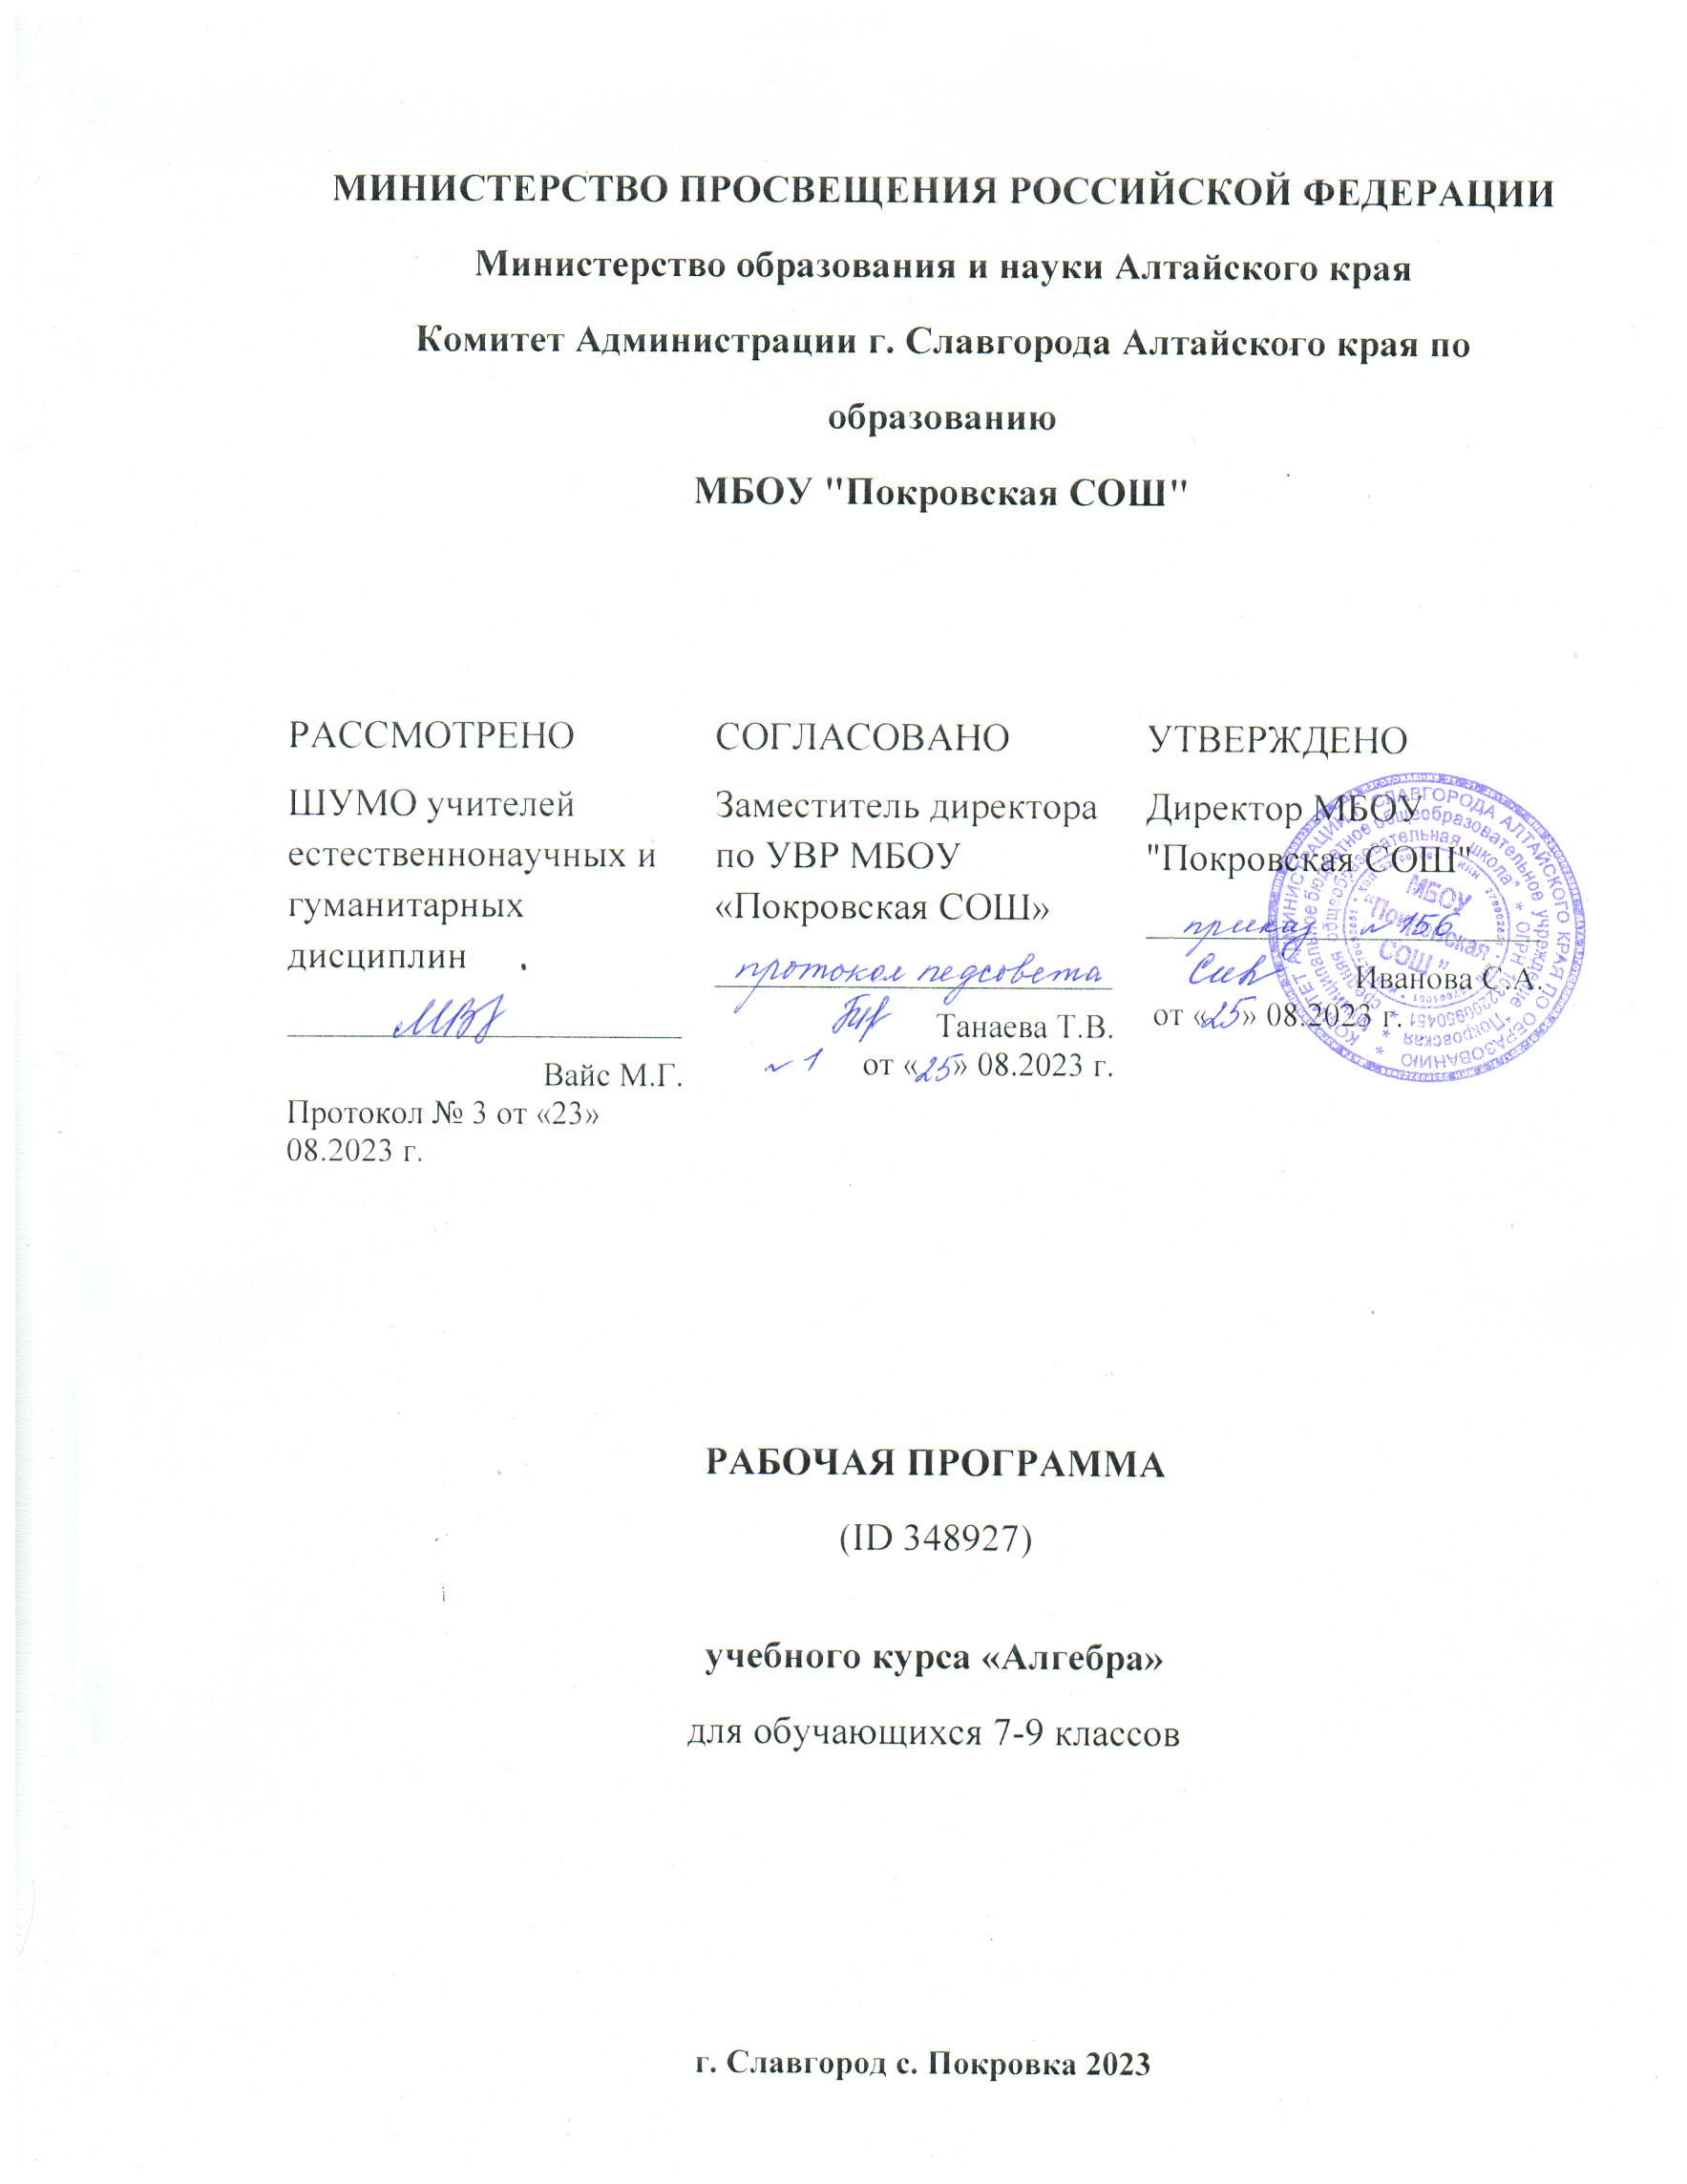 МИНИСТЕРСТВО ПРОСВЕЩЕНИЯ РОССИЙСКОЙ ФЕДЕРАЦИИ
Министерство образования и науки Алтайского края
Комитет Администрации г. Славгорода Алтайского края по
образованию
МБОУ "Покровская СОШ"
РАССМОТРЕНО
ШУМО учителей
естественнонаучных и
гуманитарных
дисциплин
Вайс М.Г.
Протокол № 3 от «23»
08.2023 г.
СОГЛАСОВАНО
Заместитель директора
по УВР МБОУ
«Покровская СОШ»
протокол педсовета
Танаева Т.В.
№ 1 от «25» 08.2023 г.
УТВЕРЖДЕНО
Директор МБОУ
"Покровская СОШ"
приказ № 156
Иванова С.А.
от «25» 08.2023 г.
МБОУ
"Покровская
СОШ"
РАБОЧАЯ ПРОГРАММА
(ID 348927)
учебного курса «Алгебра»
для обучающихся 7-9 классов
г. Славгород с. Покровка 2023